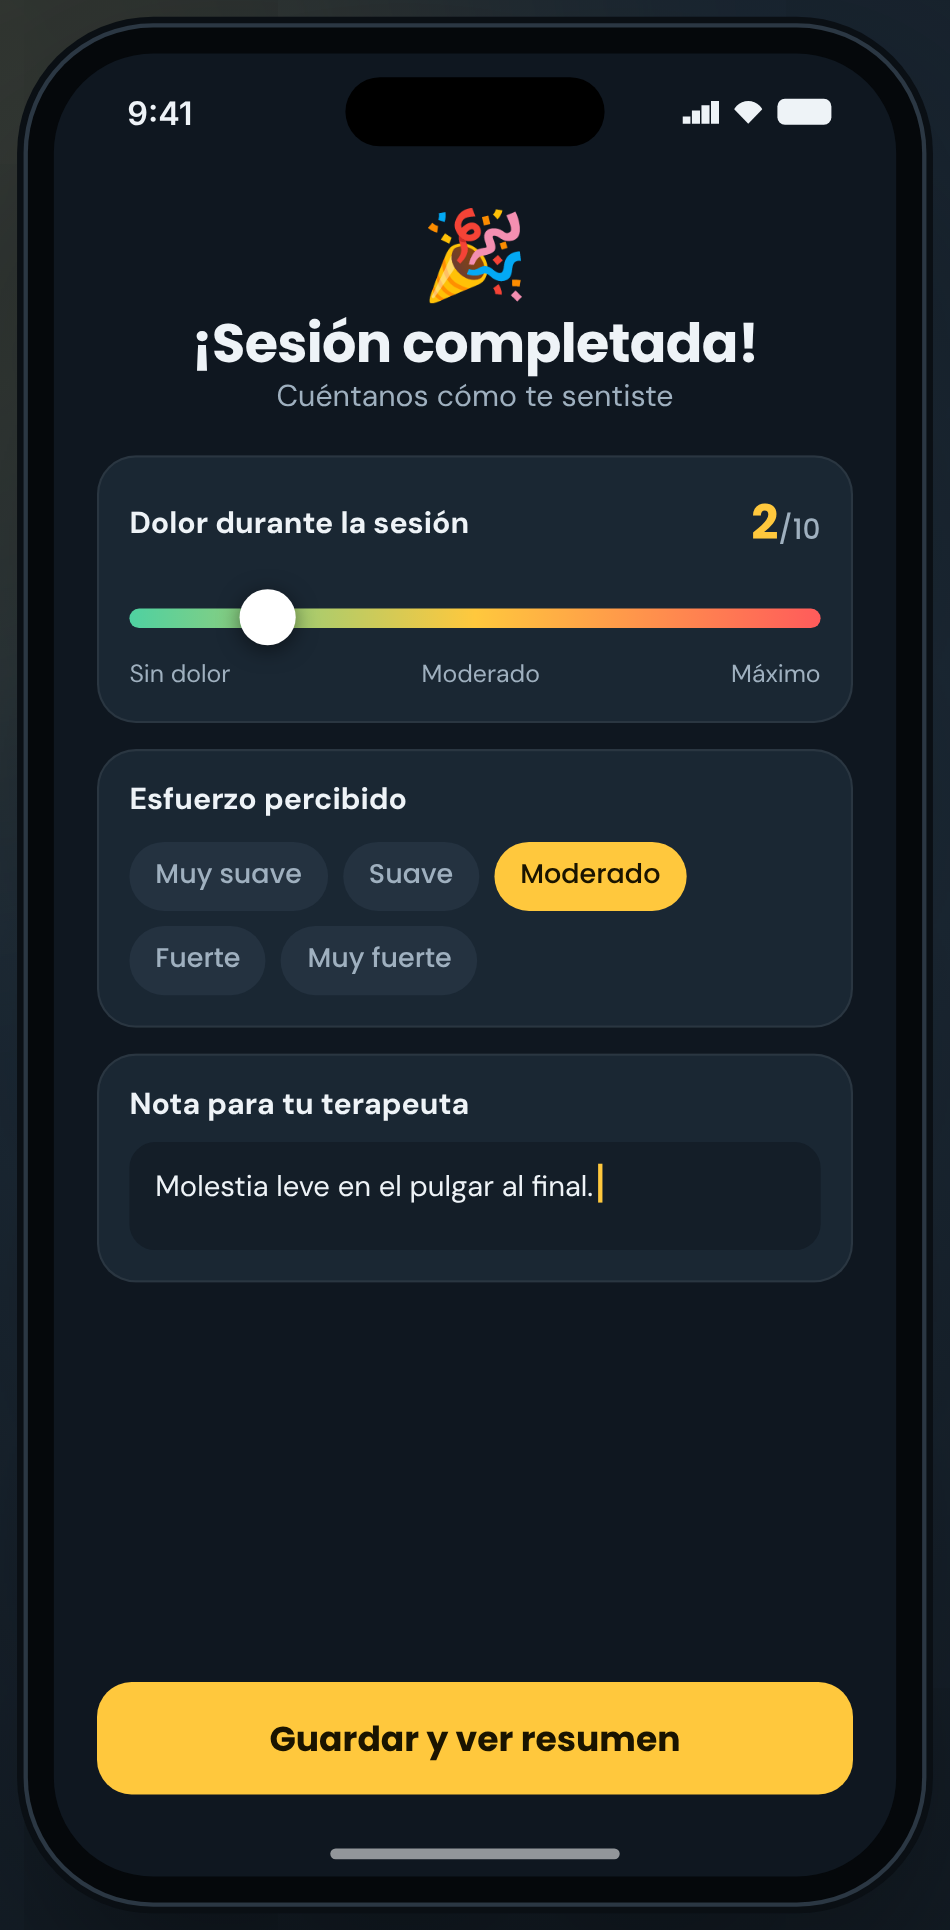 9:41
¡Sesión completada!
Cuéntanos cómo te sentiste
Dolor durante la sesión 2/10
Sin dolor Moderado Máximo
Esfuerzo percibido
Muy suave Suave Moderado
Fuerte Muy fuerte
Nota para tu terapeuta
Molestia leve en el pulgar al final.
Guardar y ver resumen